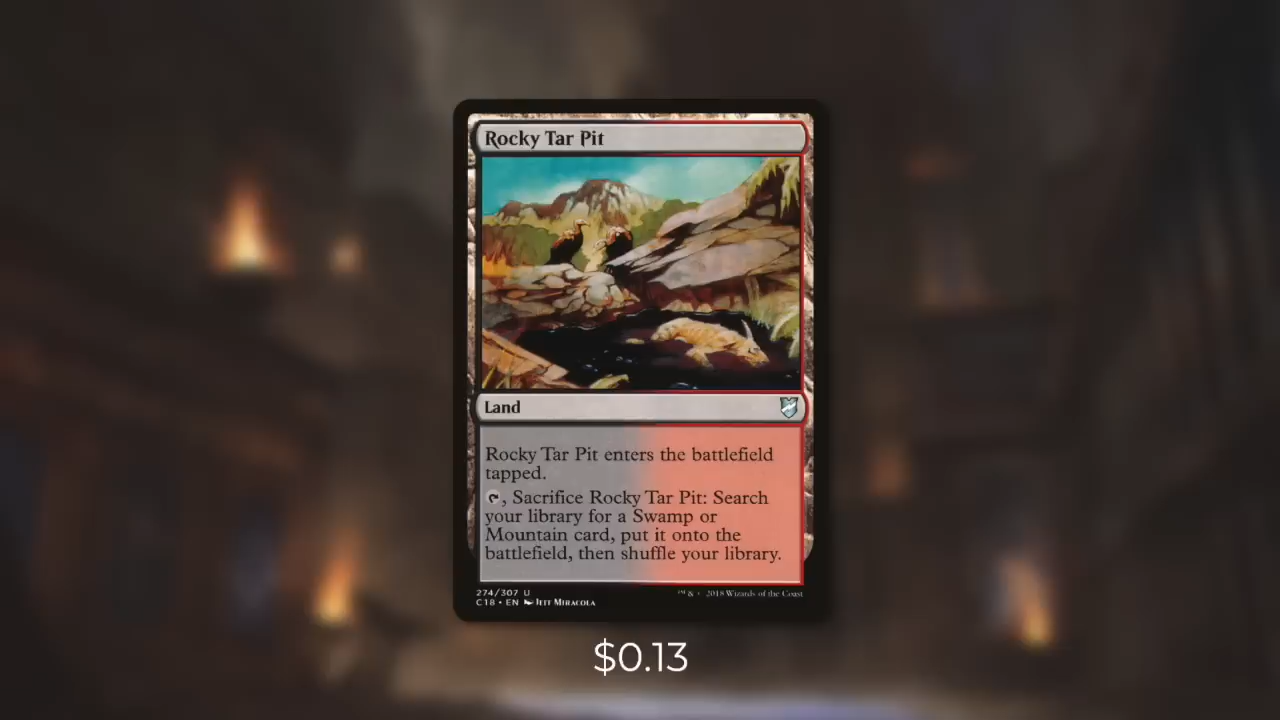 Rocky Tar Pit
Land
Rocky Tar Pit enters the battlefield
tapped.
, Sacrifice Rocky Tar Pit: Search
your library for a Swamp or
Mountain card, put it onto the
battlefield, then shuffle your library.
274/307 U
C18 • EN Jeff Miracola
™ & © 2018 Wizards of the Coast
$0.13